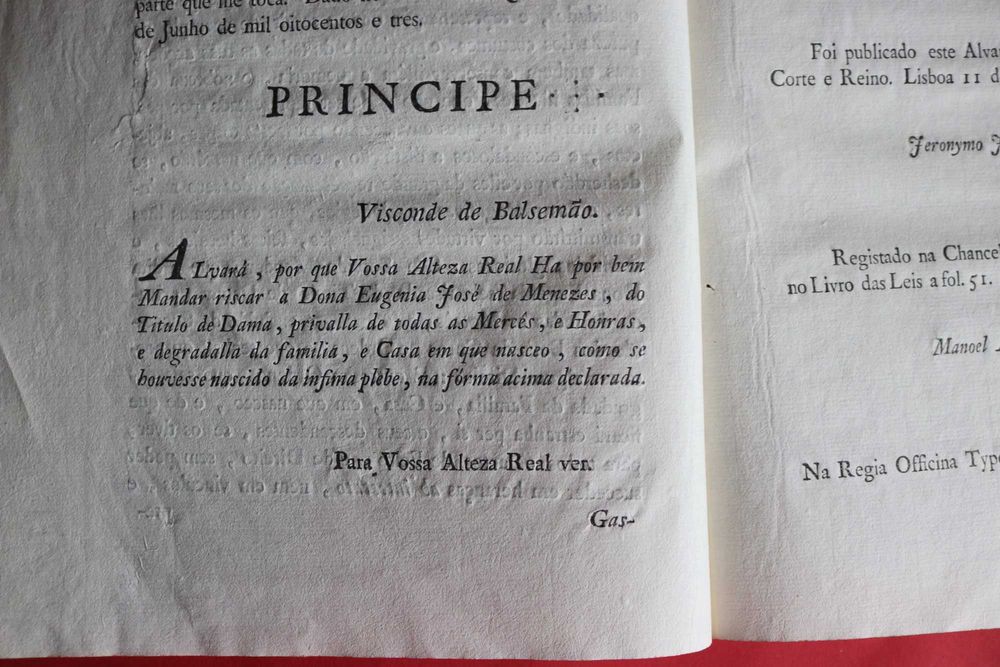 parte que me toca.
de Junho de mil oitocentos e tres.
PRINCIPE · : ·
Visconde de Balsemão.
ALvará , por que Vossa Alteza Real Ha por bem
Mandar riscar a Dona Eugenia José de Menezes , do
Titulo de Dama , privalla de todas as Mercês , e Honras ,
e degradalla da familia , e Casa em que nasceo , como se
houvesse nascido da infima plebe , na fórma acima declarada.
Para Vossa Alteza Real ver.
Gas-
Foi publicado este Alva
Corte e Reino. Lisboa 11 d
Jeronymo
Registado na Chancel
no Livro das Leis a fol. 51.
Manoel
Na Regia Officina Typo